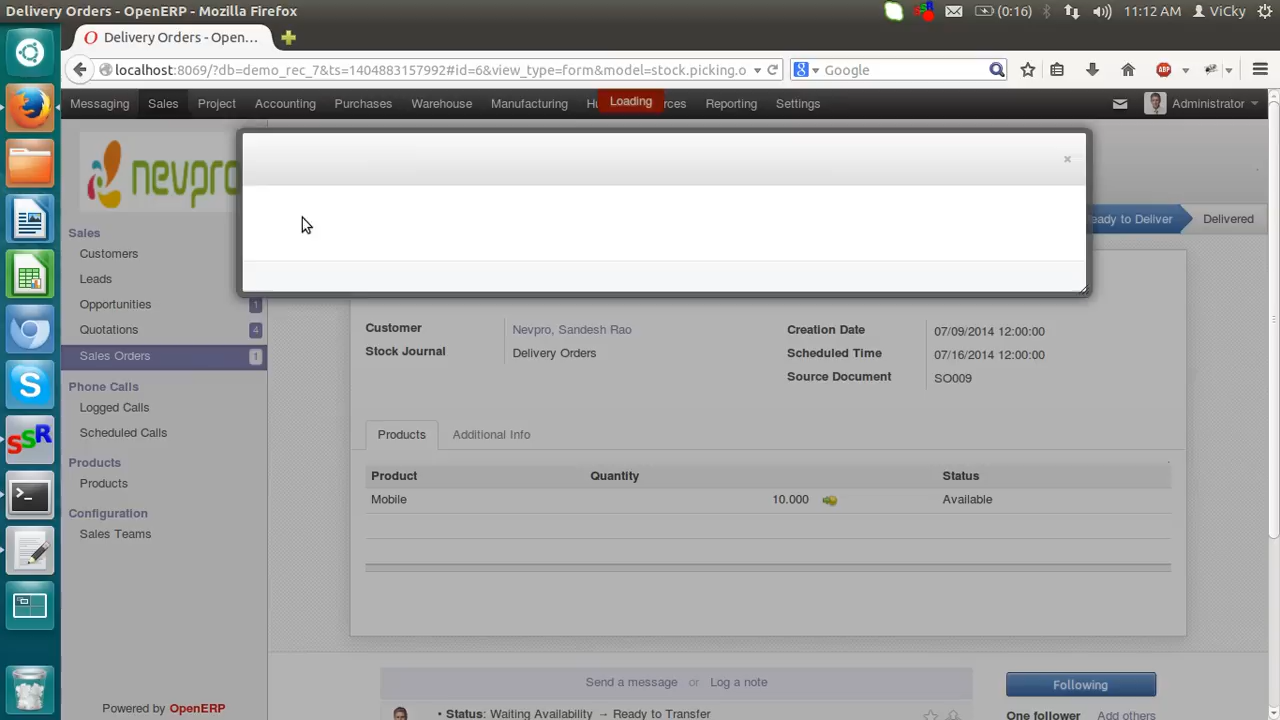 Delivery Orders - OpenERP - Mozilla Firefox
(0:16) 11:12 AM ViCky
Delivery Orders - Open...
localhost:8069/?db=demo_rec_7&ts=1404883157992#id=6&view_type=form&model=stock.picking.o
Google
ABP
Messaging Sales Project Accounting Purchases Warehouse Manufacturing Hu Loading rces Reporting Settings Administrator
nevpro
×
eady to Deliver Delivered
Sales
Customers
Leads
Opportunities 1
Quotations 4
Sales Orders 1
Phone Calls
Logged Calls
Scheduled Calls
Products
Products
Configuration
Sales Teams
Powered by OpenERP
Customer Nevpro, Sandesh Rao Creation Date 07/09/2014 12:00:00
Stock Journal Delivery Orders Scheduled Time 07/16/2014 12:00:00
Source Document SO009
Products Additional Info
Product Quantity Status
Mobile 10.000 Available
Send a message or Log a note
Following
• Status: Waiting Availability → Ready to Transfer
One follower Add others
S
SSR